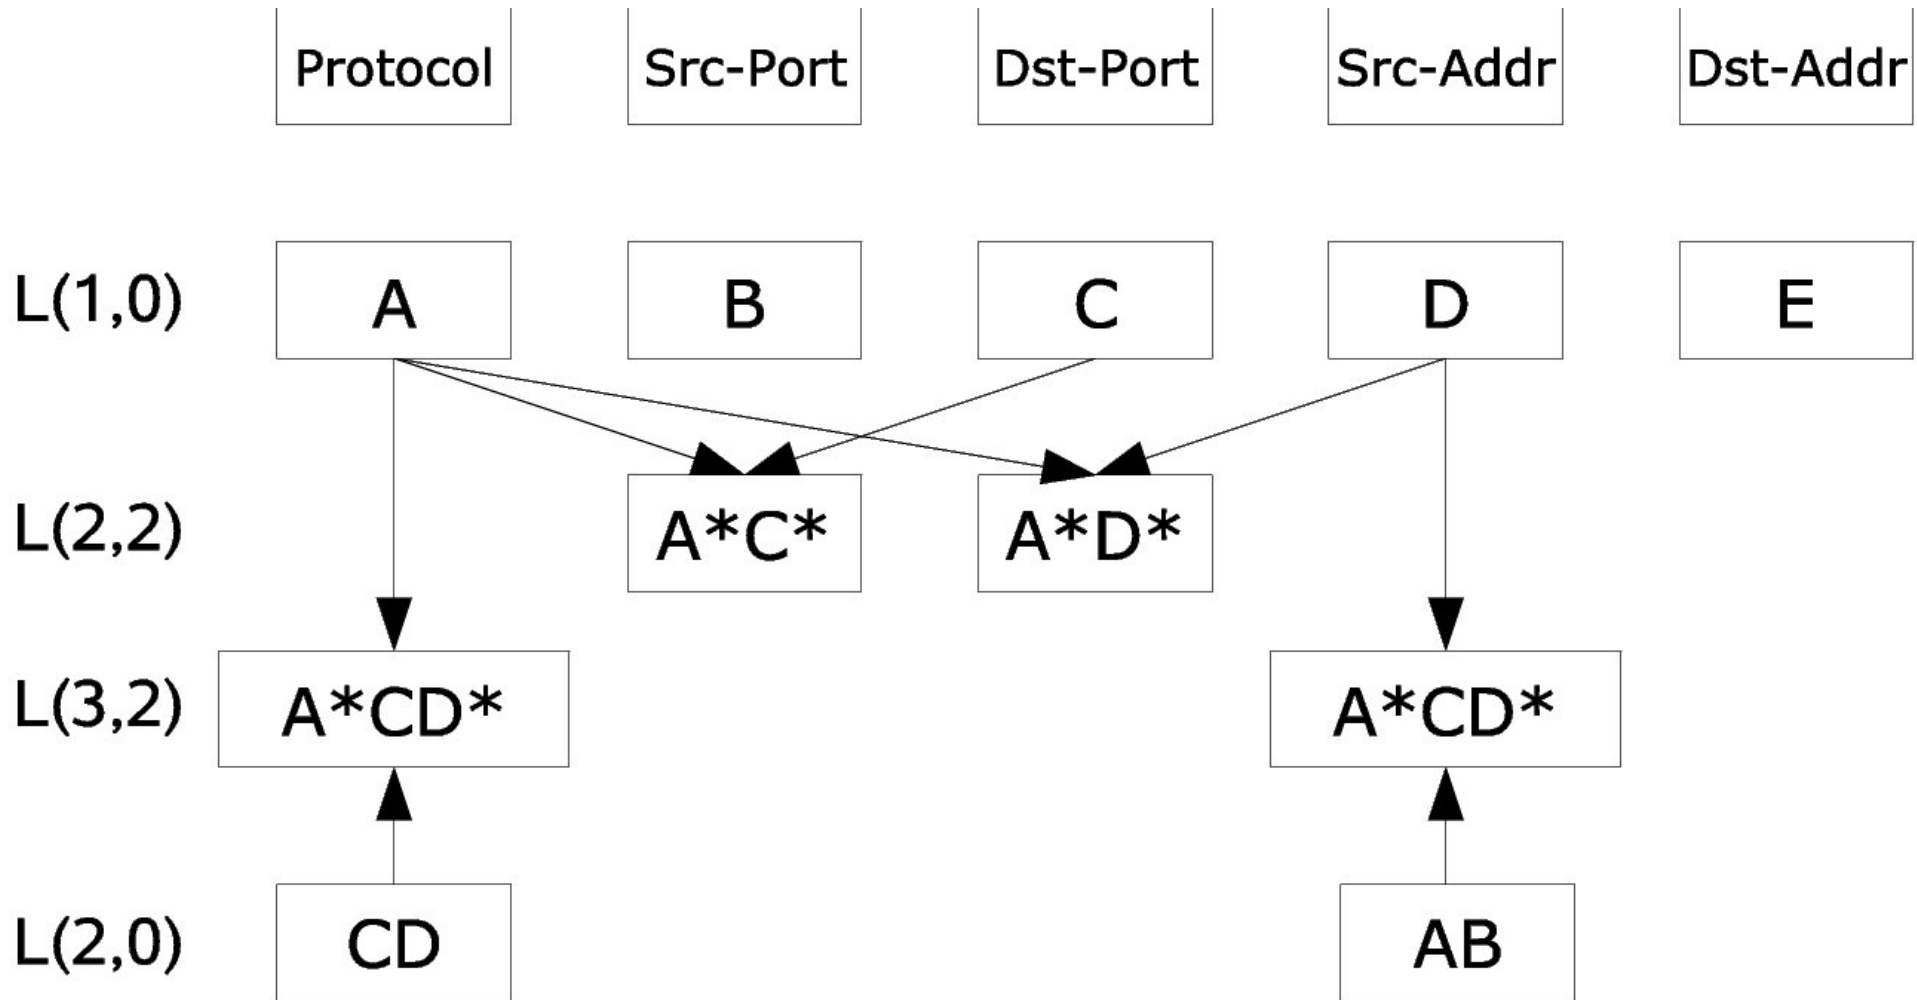 Protocol Src-Port Dst-Port Src-Addr Dst-Addr
L(1,0) A B C D E
L(2,2) A*C* A*D*
L(3,2) A*CD* A*CD*
L(2,0) CD AB